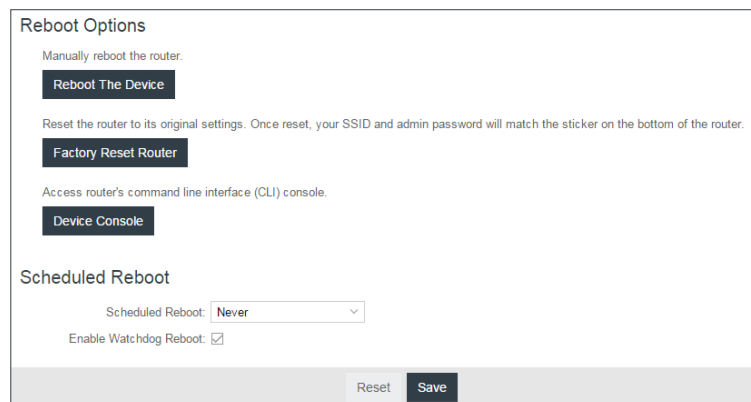 Reboot Options
Manually reboot the router.
Reboot The Device
Reset the router to its original settings. Once reset, your SSID and admin password will match the sticker on the bottom of the router.
Factory Reset Router
Access router's command line interface (CLI) console.
Device Console
Scheduled Reboot
Scheduled Reboot: Never
Enable Watchdog Reboot:
Reset Save